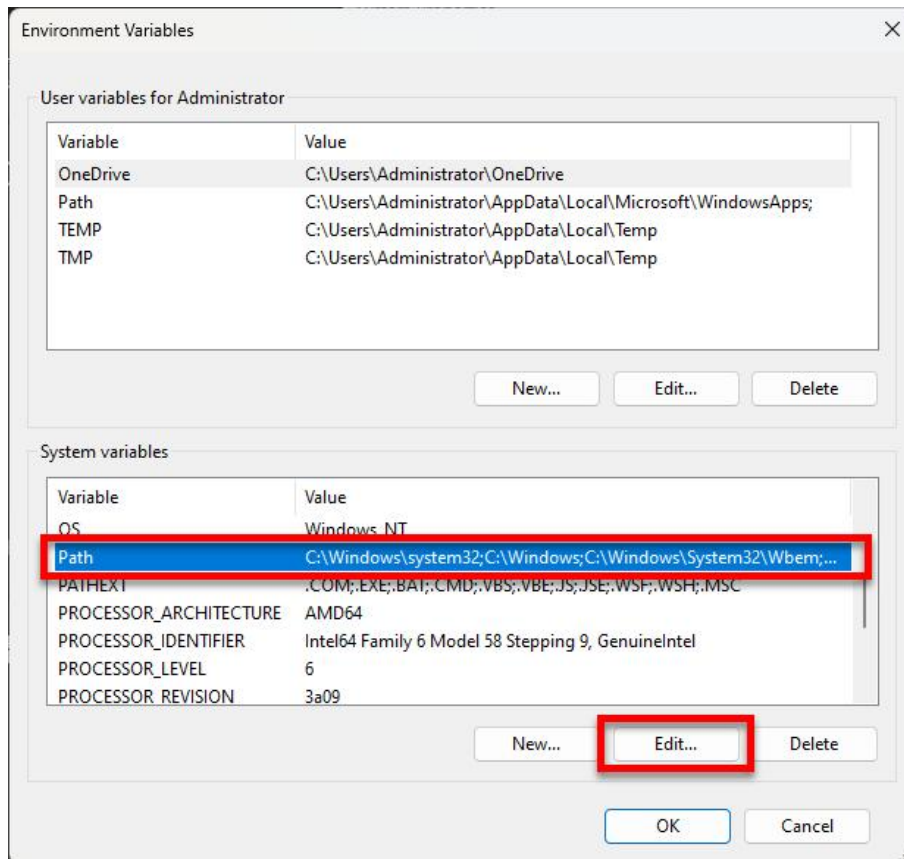 Environment Variables
User variables for Administrator
Variable Value
OneDrive C:\Users\Administrator\OneDrive
Path C:\Users\Administrator\AppData\Local\Microsoft\WindowsApps;
TEMP C:\Users\Administrator\AppData\Local\Temp
TMP C:\Users\Administrator\AppData\Local\Temp
New... Edit... Delete
System variables
Variable Value
OS Windows_NT
Path C:\Windows\system32;C:\Windows;C:\Windows\System32\Wbem;...
PATHEXT .COM;.EXE;.BAT;.CMD;.VBS;.VBE;.JS;.JSE;.WSF;.WSH;.MSC
PROCESSOR_ARCHITECTURE AMD64
PROCESSOR_IDENTIFIER Intel64 Family 6 Model 58 Stepping 9, GenuineIntel
PROCESSOR_LEVEL 6
PROCESSOR_REVISION 3a09
New... Edit... Delete
OK Cancel